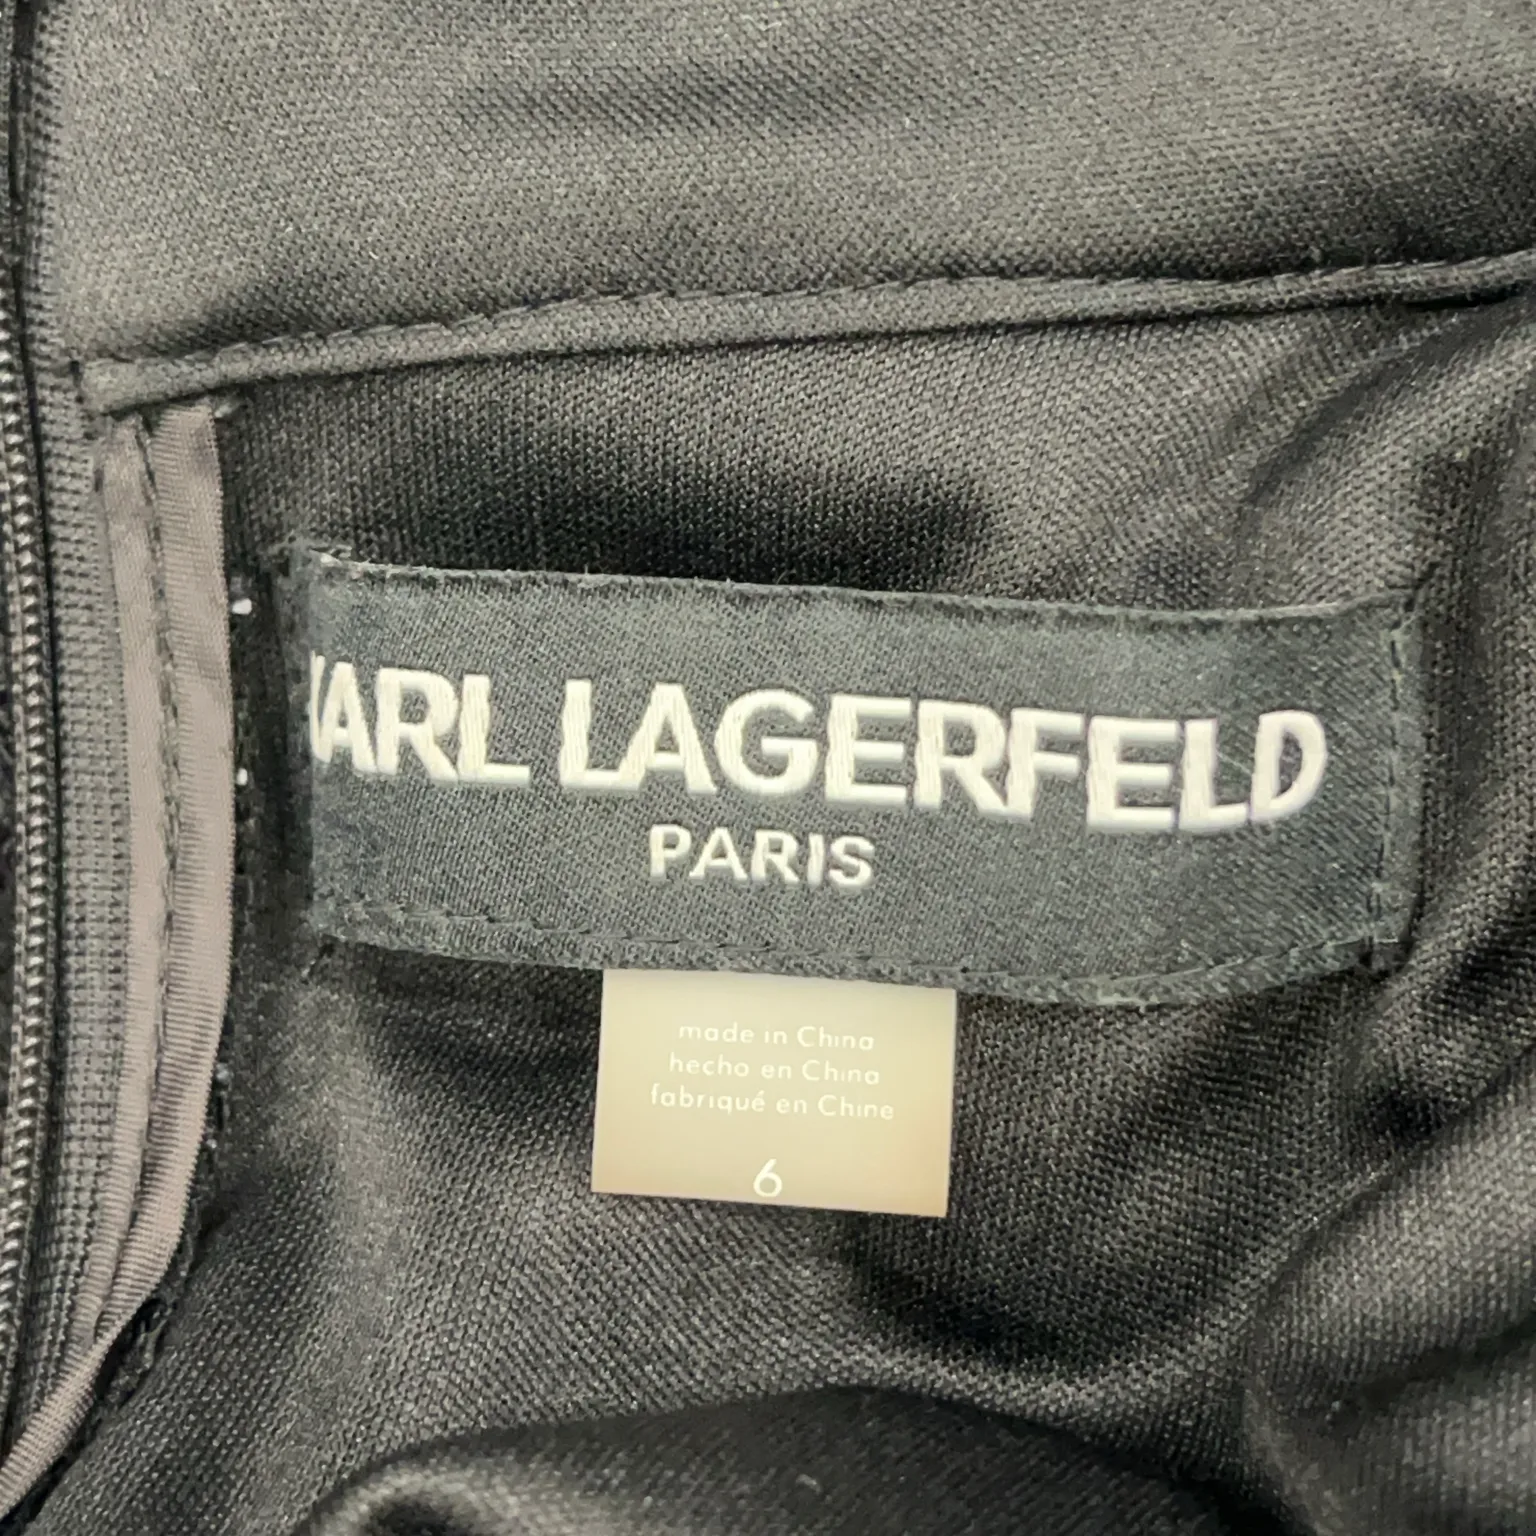 KARL LAGERFELD
PARIS
made in China
hecho en China
fabriqué en Chine
6